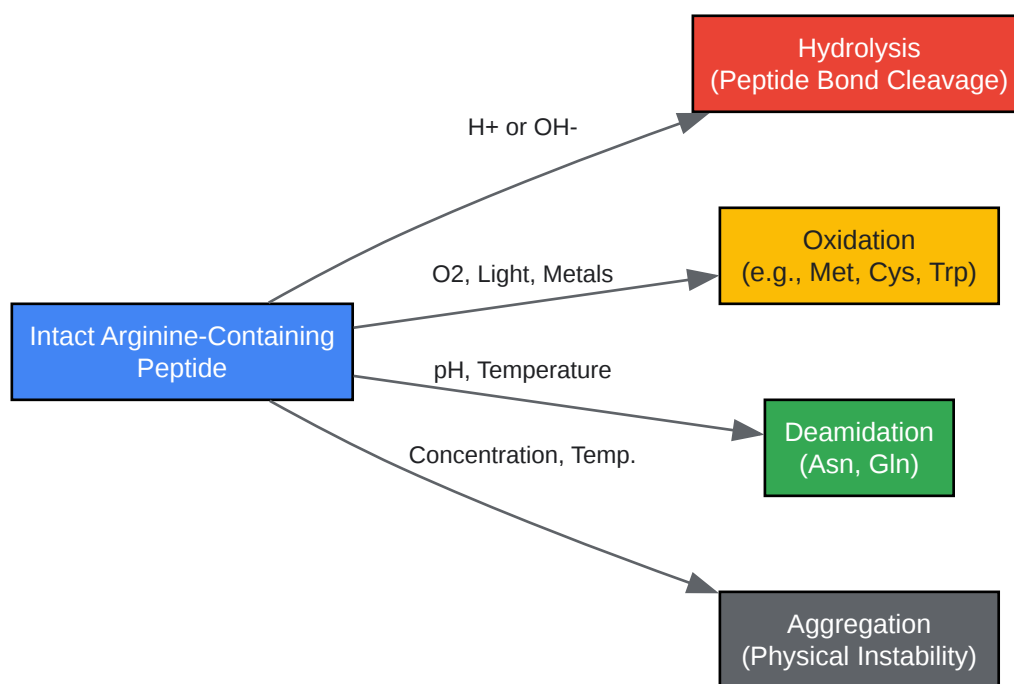 Hydrolysis
(Peptide Bond Cleavage)
H+ or OH-
Oxidation
(e.g., Met, Cys, Trp)
O2, Light, Metals
Intact Arginine-Containing
Peptide
pH, Temperature
Deamidation
(Asn, Gln)
Concentration, Temp.
Aggregation
(Physical Instability)